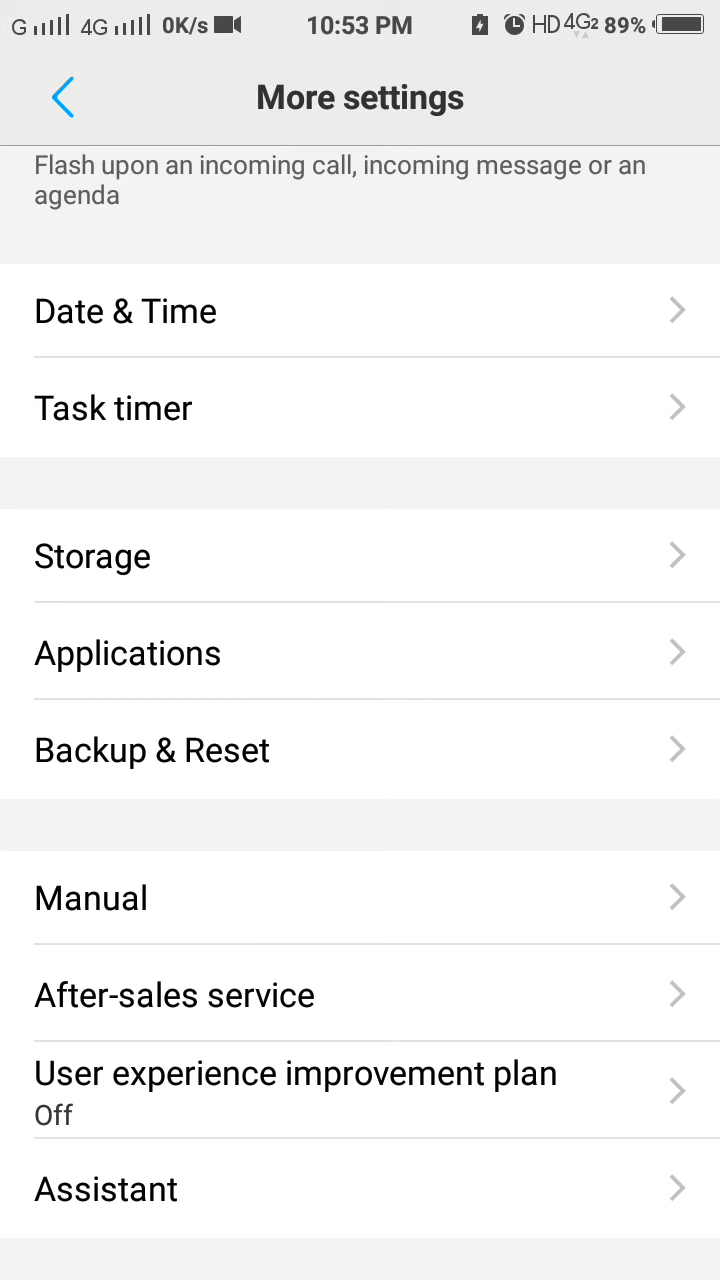 G 4G 0K/s 10:53 PM HD 4G2 89%
More settings
Flash upon an incoming call, incoming message or an
agenda
Date & Time
Task timer
Storage
Applications
Backup & Reset
Manual
After-sales service
User experience improvement plan
Off
Assistant